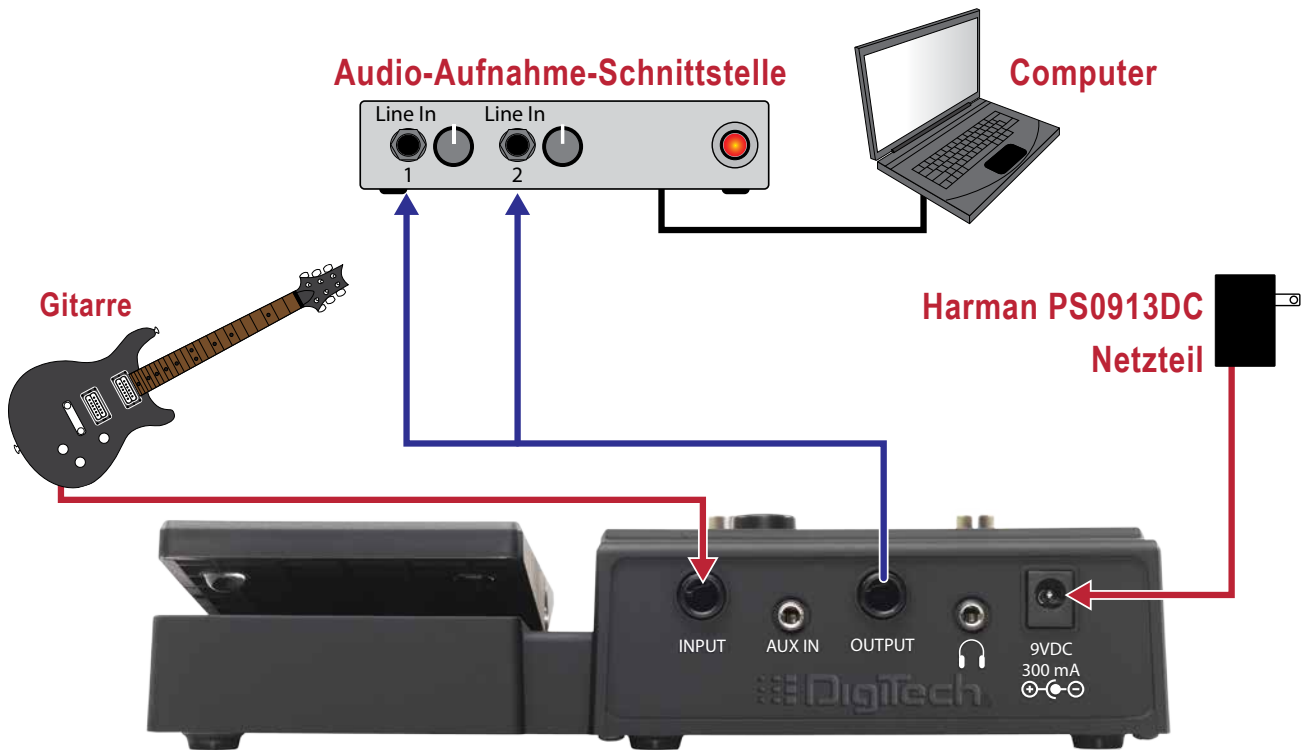 Audio-Aufnahme-Schnittstelle
Computer
Line In
Line In
1
2
Gitarre
Harman PS0913DC
Netzteil
INPUT
AUX IN
OUTPUT
9VDC
300 mA
DigiTech